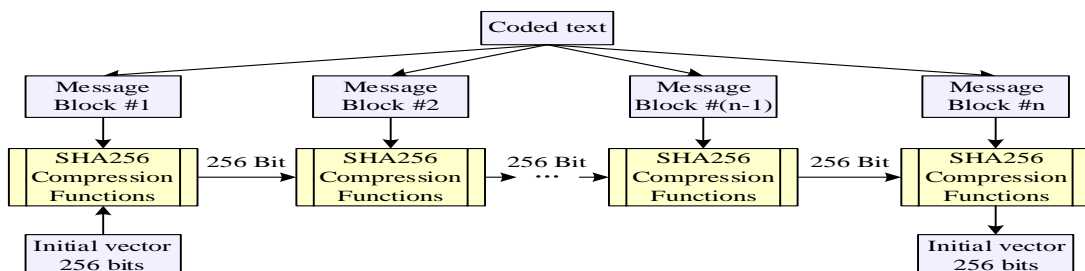 Coded text
Message
Block #1
Message
Block #2
Message
Block #(n-1)
Message
Block #n
SHA256
Compression
Functions
256 Bit
SHA256
Compression
Functions
256 Bit
...
SHA256
Compression
Functions
256 Bit
SHA256
Compression
Functions
Initial vector
256 bits
Initial vector
256 bits